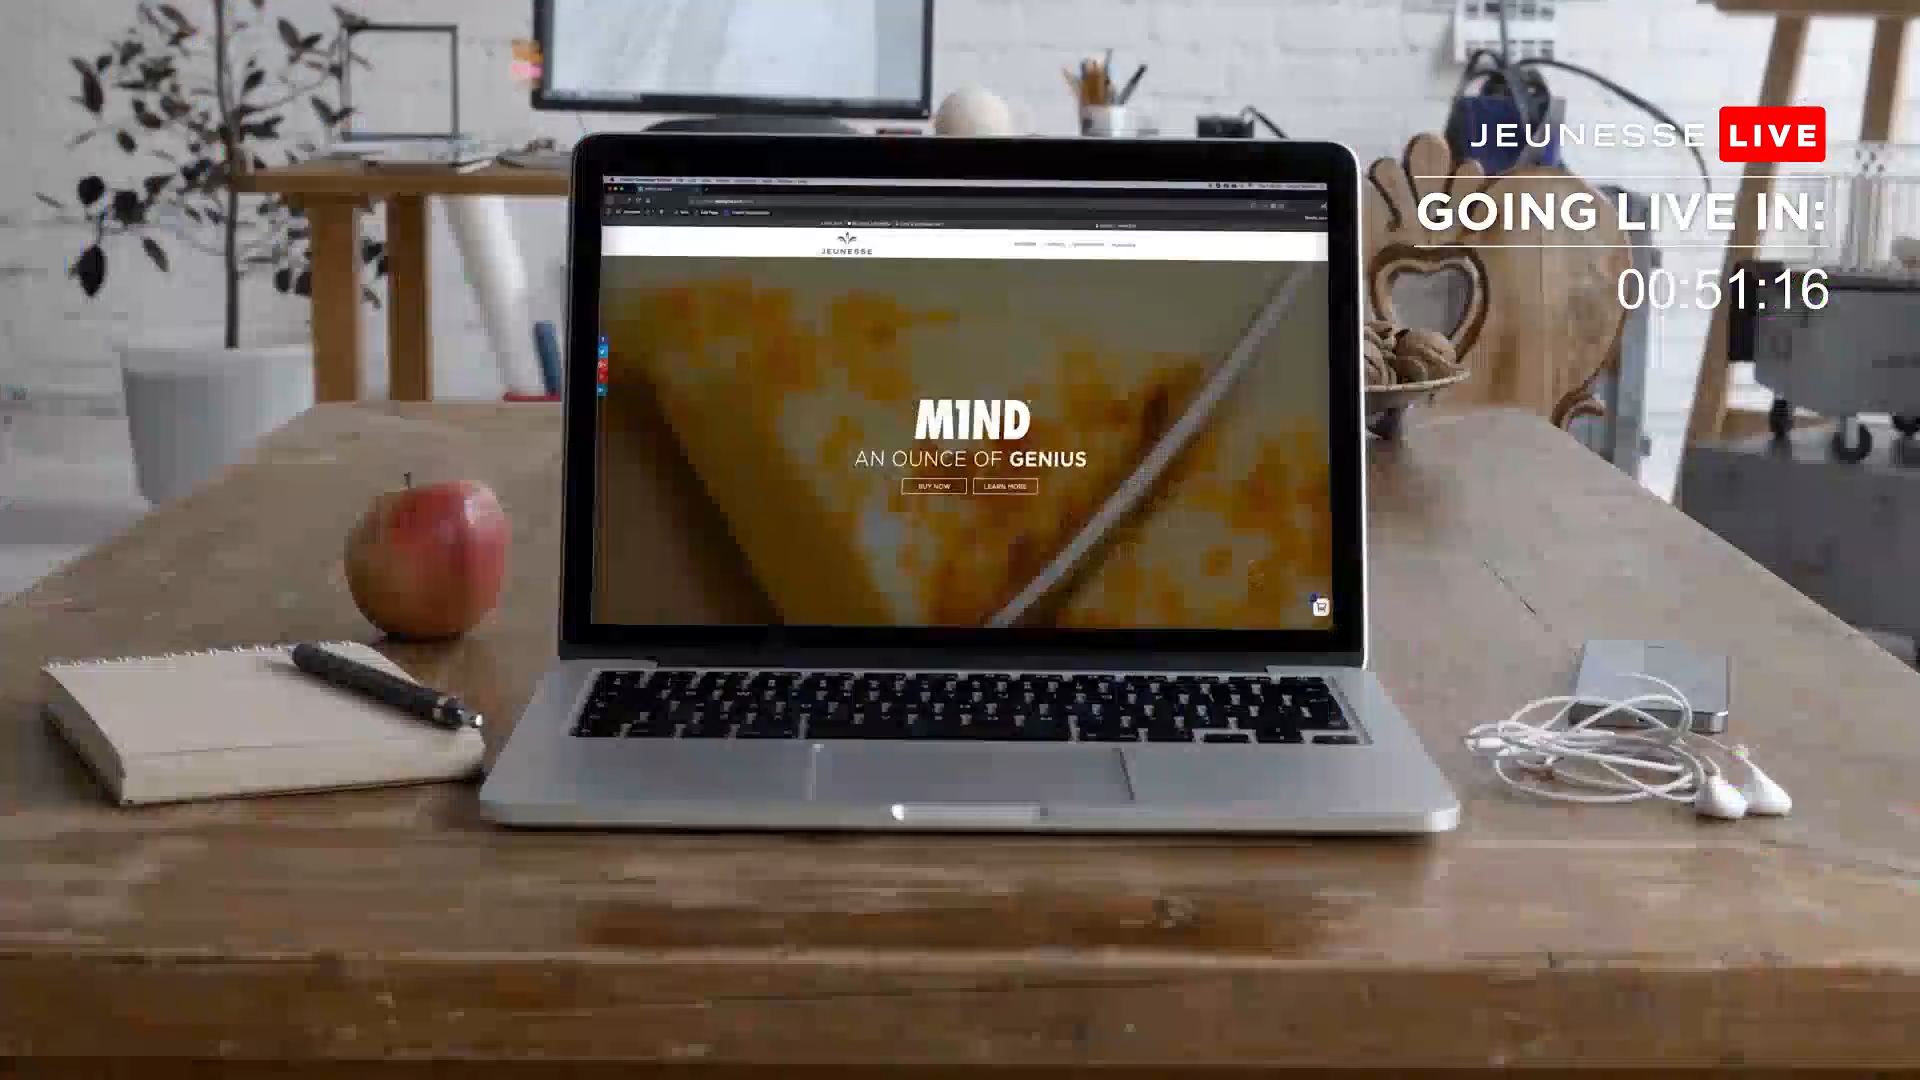 JEUNESSE LIVE
GOING LIVE IN:
00:51:16
JEUNESSE
M1ND
AN OUNCE OF GENIUS
BUY NOW
LEARN MORE